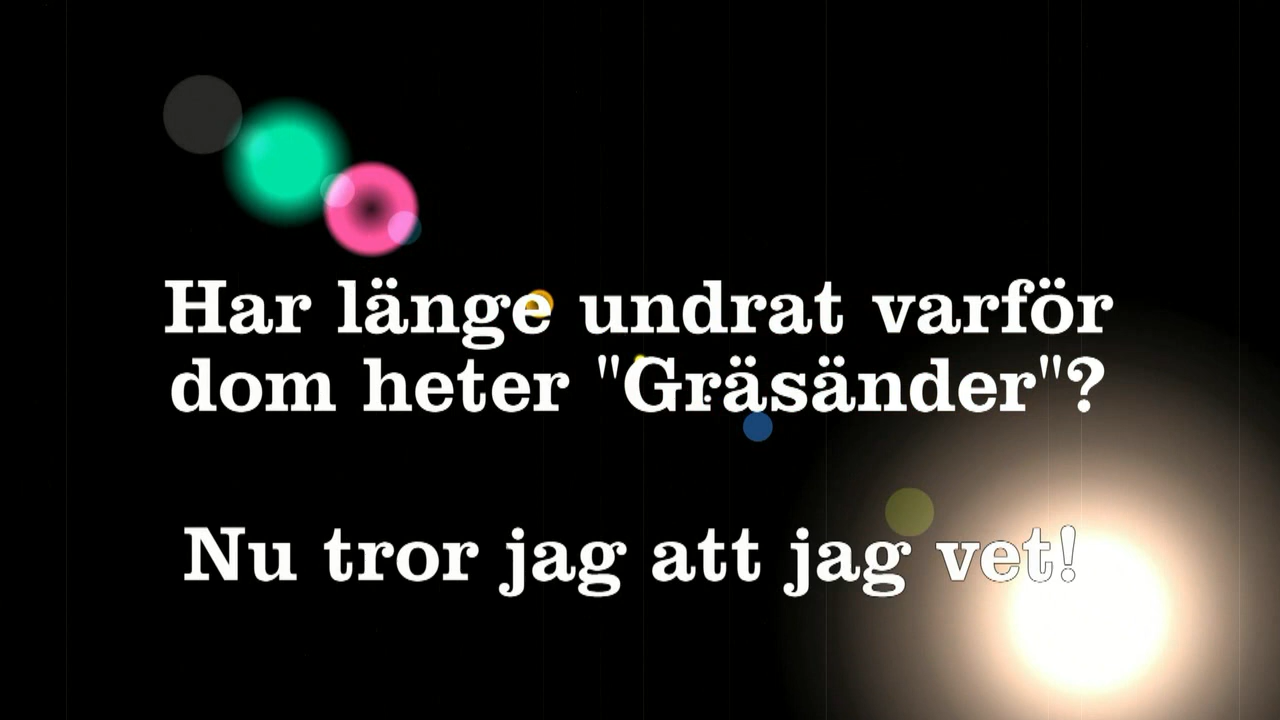 Har länge undrat varför
dom heter "Gräsänder"?
Nu tror jag att jag vet!